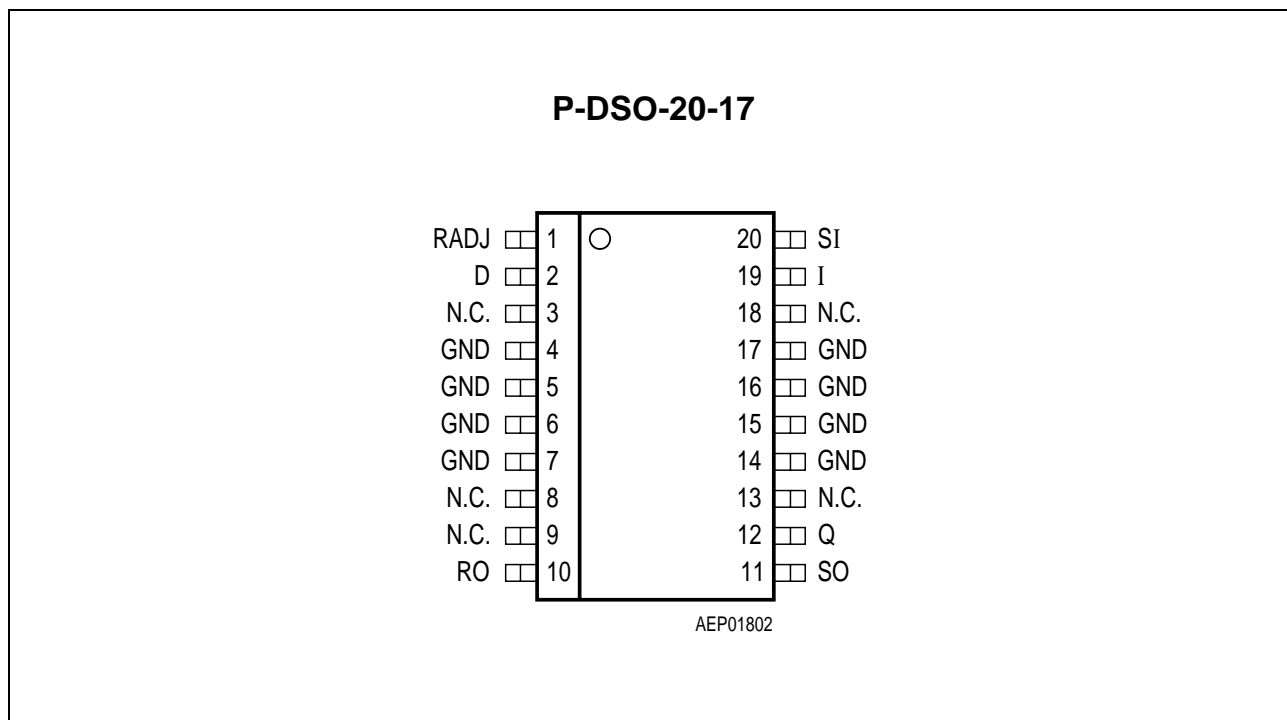 P-DSO-20-17
RADJ 1 20 SI
D 2 19 I
N.C. 3 18 N.C.
GND 4 17 GND
GND 5 16 GND
GND 6 15 GND
GND 7 14 GND
N.C. 8 13 N.C.
N.C. 9 12 Q
RO 10 11 SO
AEP01802